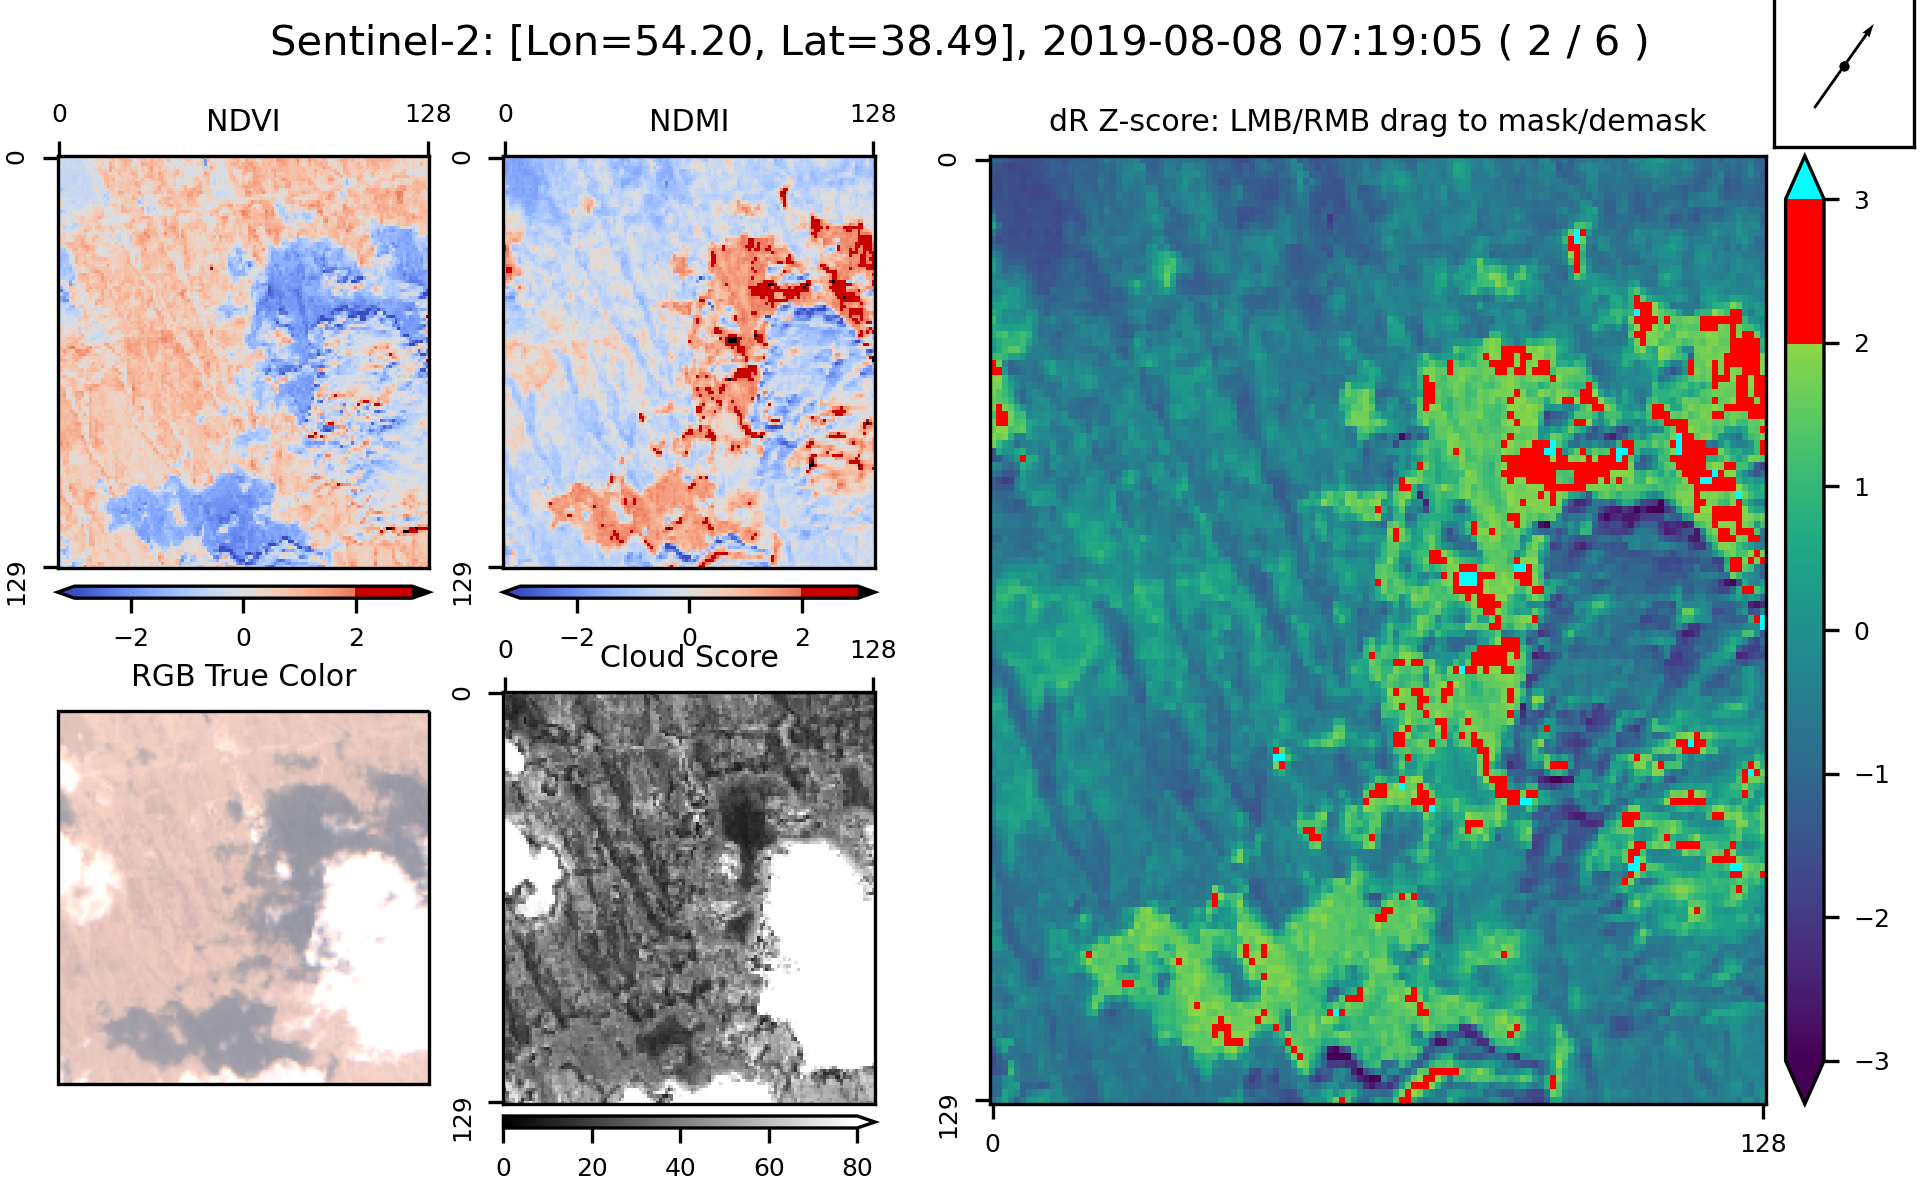 Sentinel-2: [Lon=54.20, Lat=38.49], 2019-08-08 07:19:05 ( 2 / 6 )
0 128
NDVI
0
129
−2 0 2
0 128
NDMI
0
129
−2 0 2
dR Z-score: LMB/RMB drag to mask/demask
0
129
0 128
3
2
1
0
−1
−2
−3
RGB True Color
0 128
Cloud Score
0
129
0 20 40 60 80